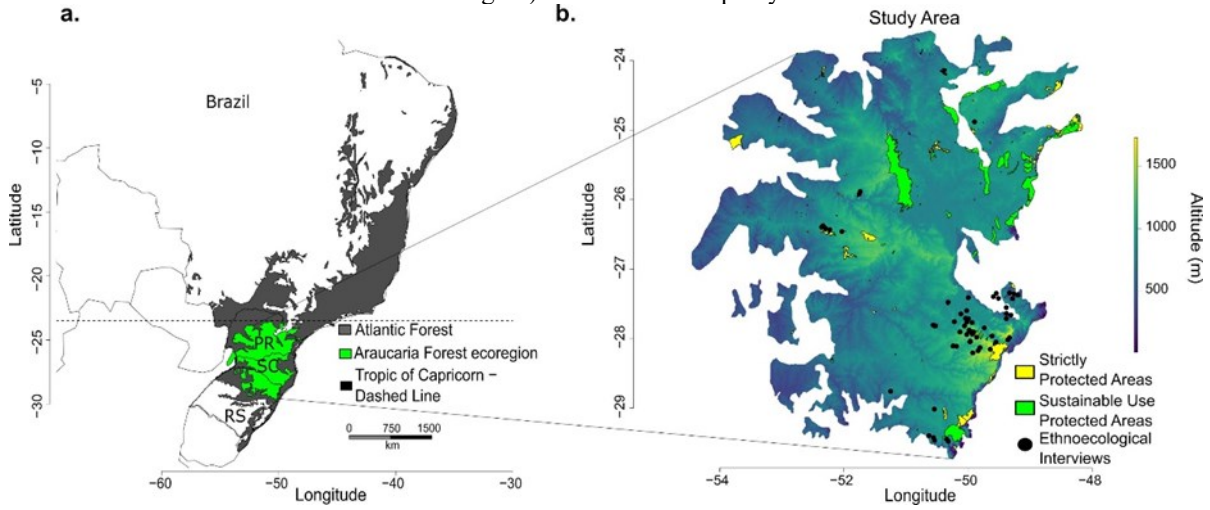 a.
b.
Study Area
Brazil
Latitude
−5
−10
−15
−20
−25
−30
PR
SC
RS
Atlantic Forest
Araucaria Forest ecoregion
Tropic of Capricorn −
Dashed Line
0 750 1500
km
−60 −50 −40 −30
Longitude
Latitude
−24
−25
−26
−27
−28
−29
1500
1000
500
Altitude (m)
Strictly
Protected Areas
Sustainable Use
Protected Areas
Ethnoecological
Interviews
−54 −52 −50 −48
Longitude